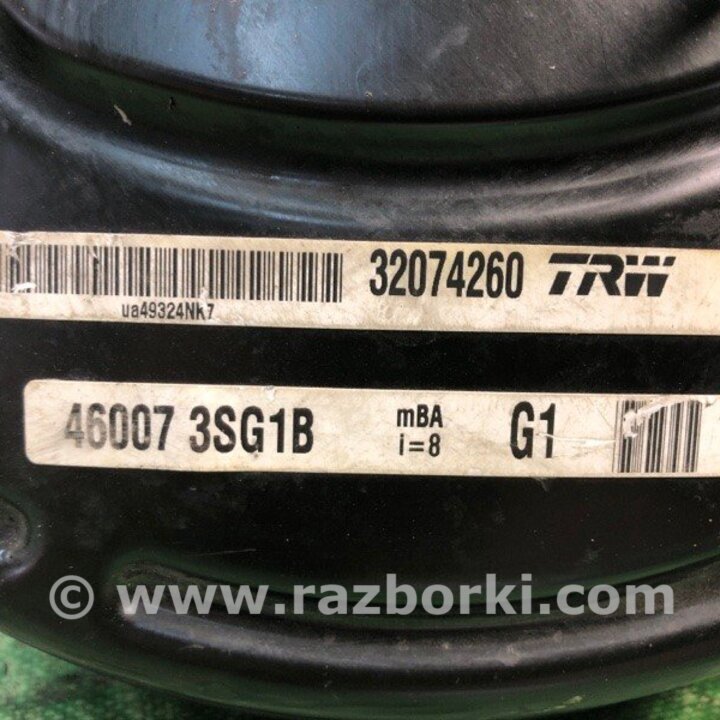 32074260 TRW
ua49324Nk7
46007 3SG1B mBA G1
i=8
© www.razborki.com